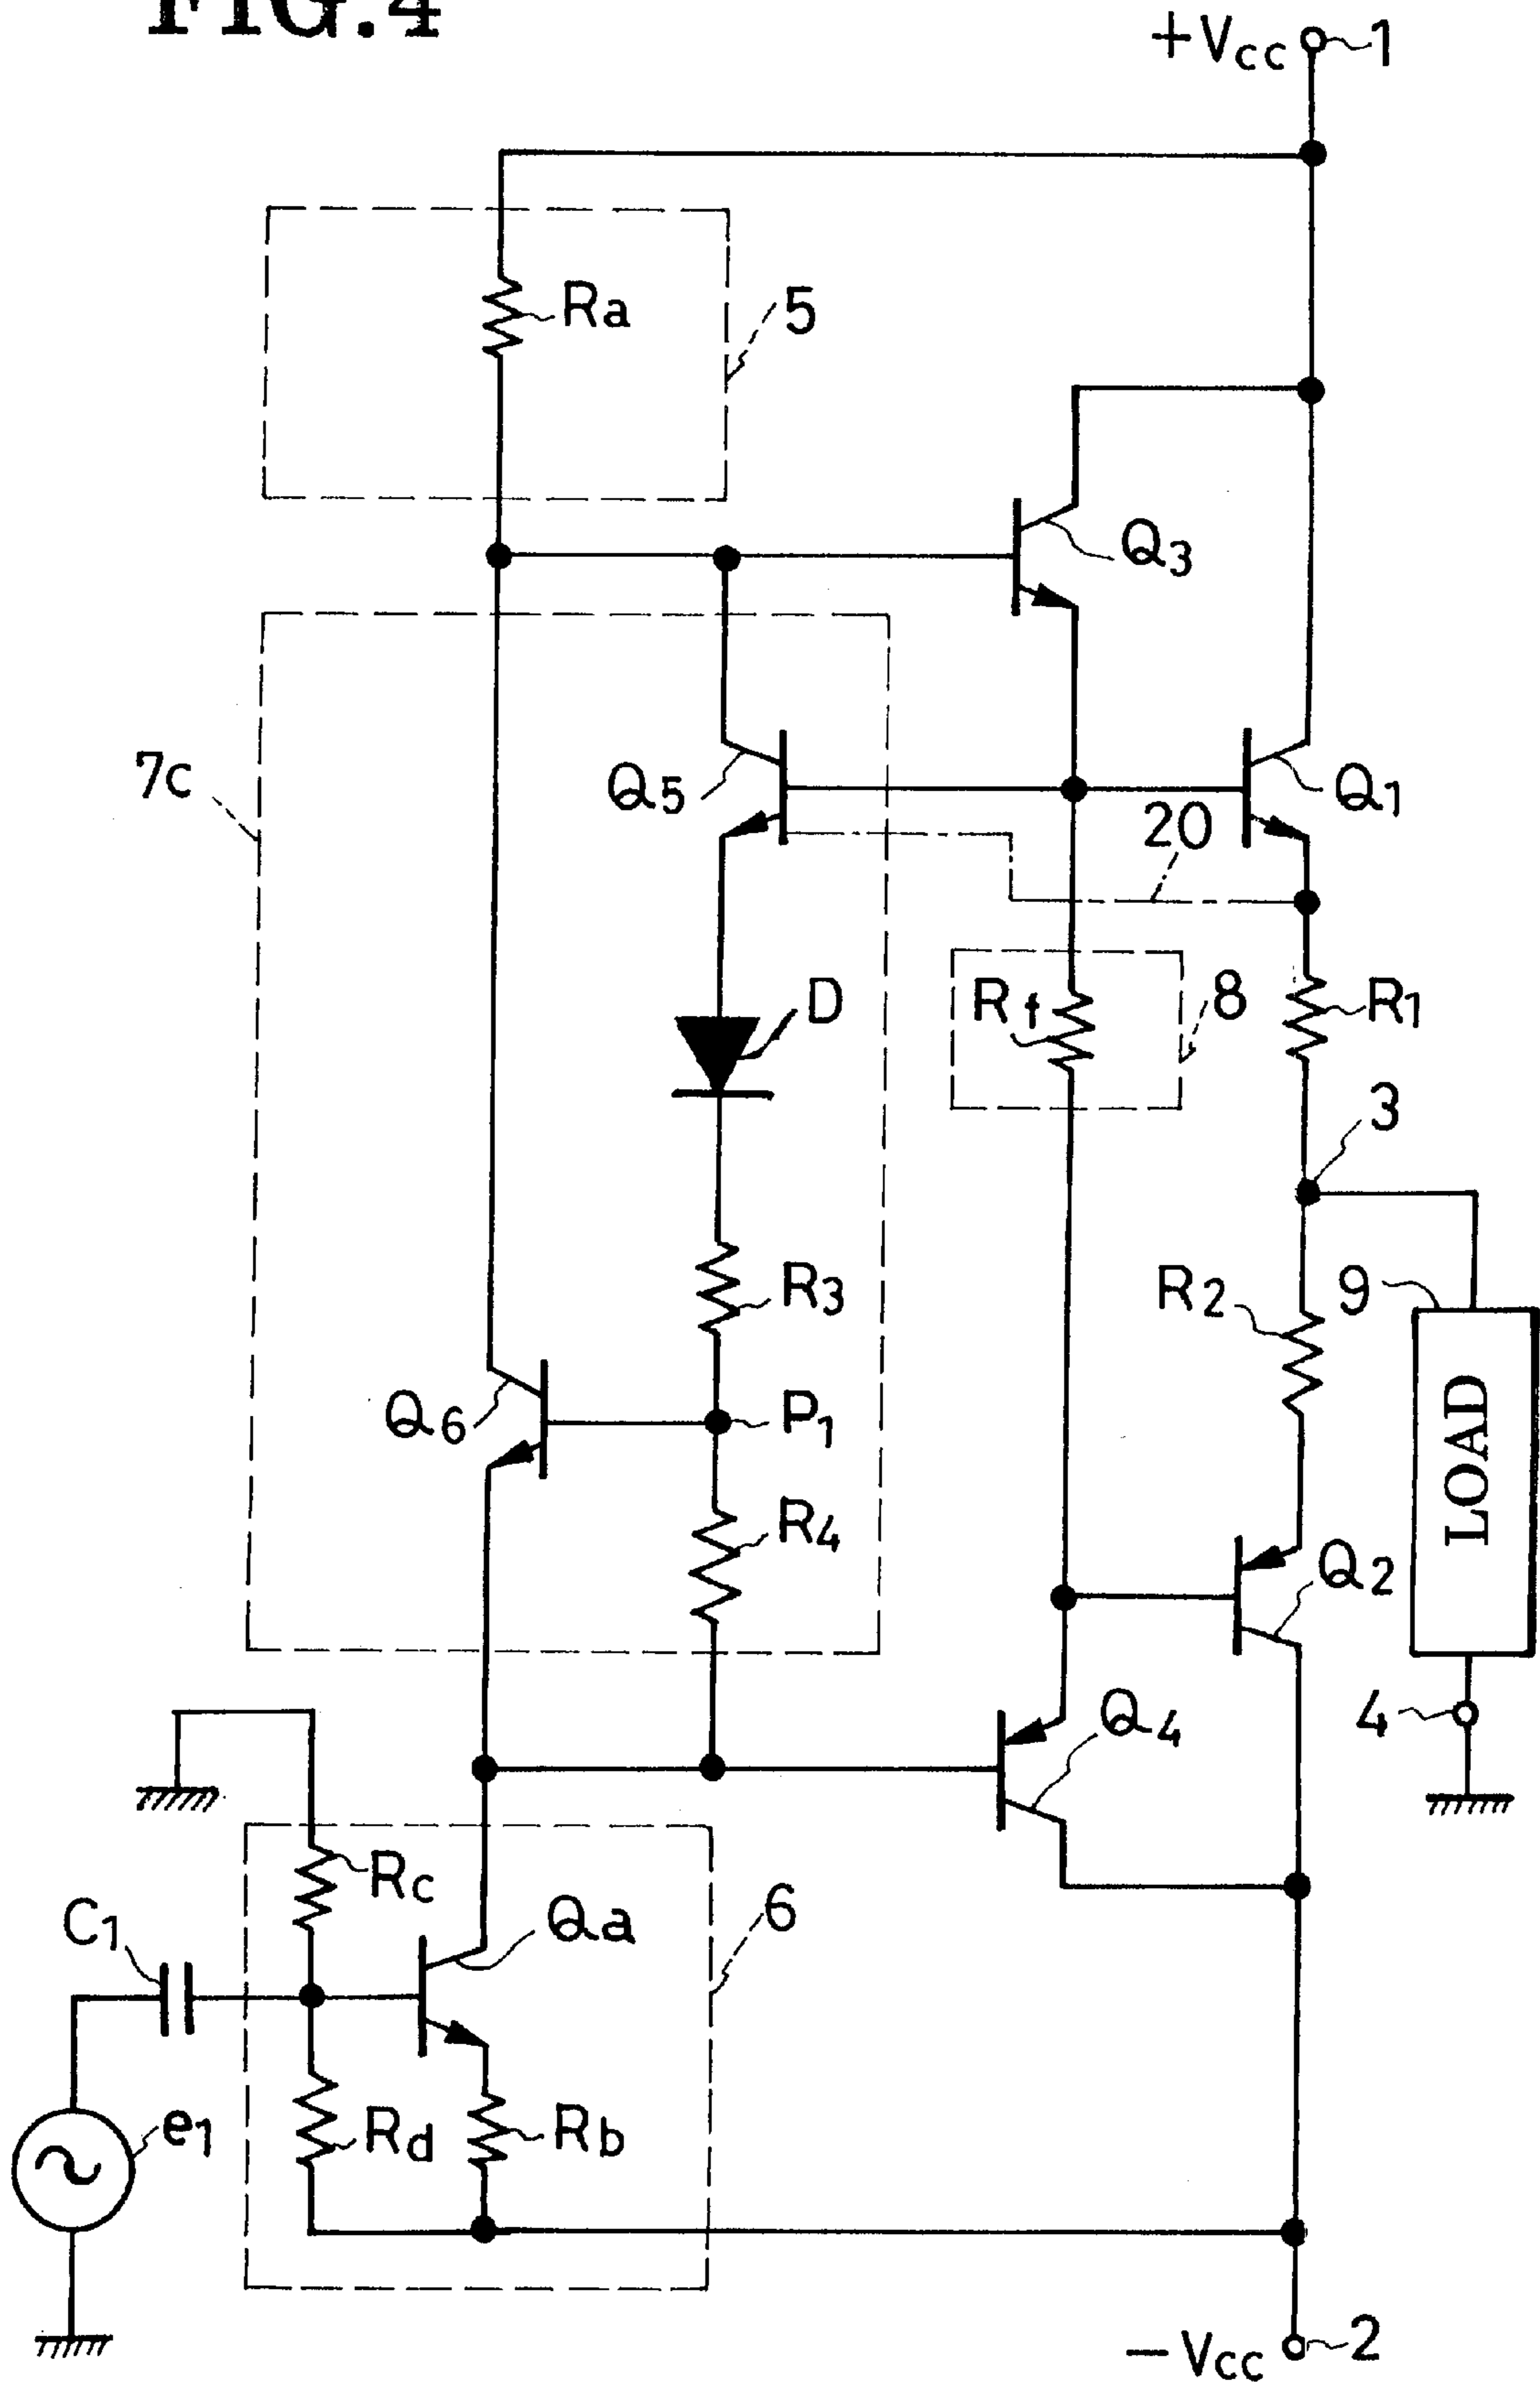 FIG.4
+Vcc 1
Ra 5
Q3
7c Q5 Q1
20
D Rf 8 R1
3
R3 R2 9
Q6 P1 LOAD
R4 Q2
4 Q4
Rc
C1 Qa 6
e1 Rd Rb
-Vcc 2